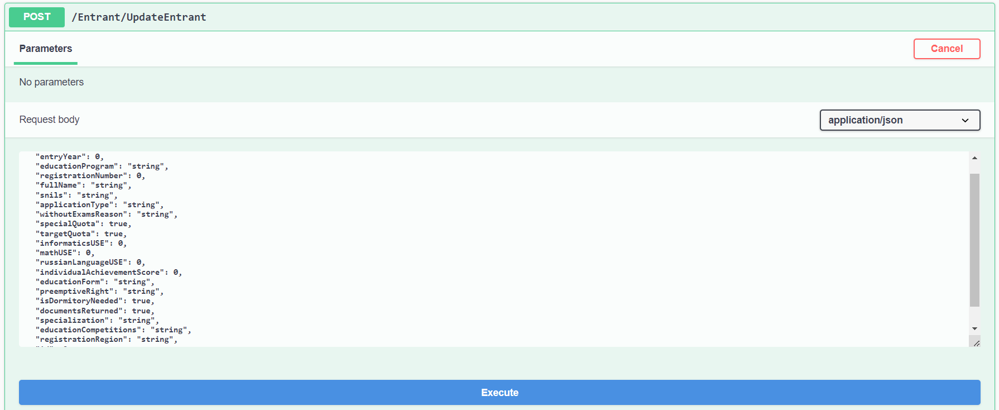 POST /Entrant/UpdateEntrant
Parameters
Cancel
No parameters
Request body
application/json
"entryYear": 0,
"educationProgram": "string",
"registrationNumber": 0,
"fullName": "string",
"snils": "string",
"applicationType": "string",
"withoutExamsReason": "string",
"specialQuota": true,
"targetQuota": true,
"informaticsUSE": 0,
"mathUSE": 0,
"russianLanguageUSE": 0,
"individualAchievementScore": 0,
"educationForm": "string",
"preemptiveRight": "string",
"isDormitoryNeeded": true,
"documentsReturned": true,
"specialization": "string",
"educationCompetitions": "string",
"registrationRegion": "string",
Execute